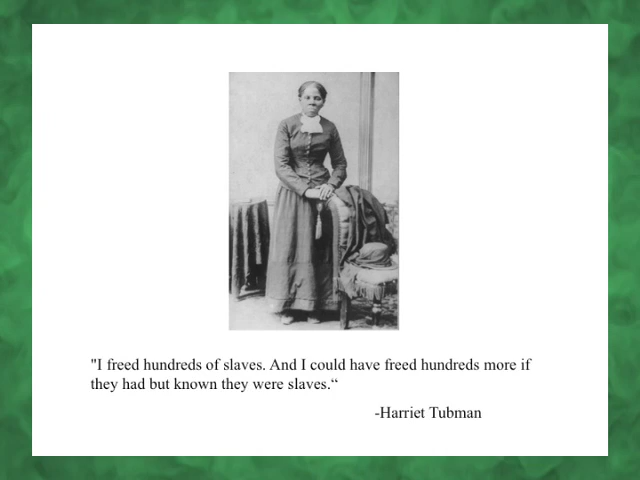 "I freed hundreds of slaves. And I could have freed hundreds more if
they had but known they were slaves.“
-Harriet Tubman